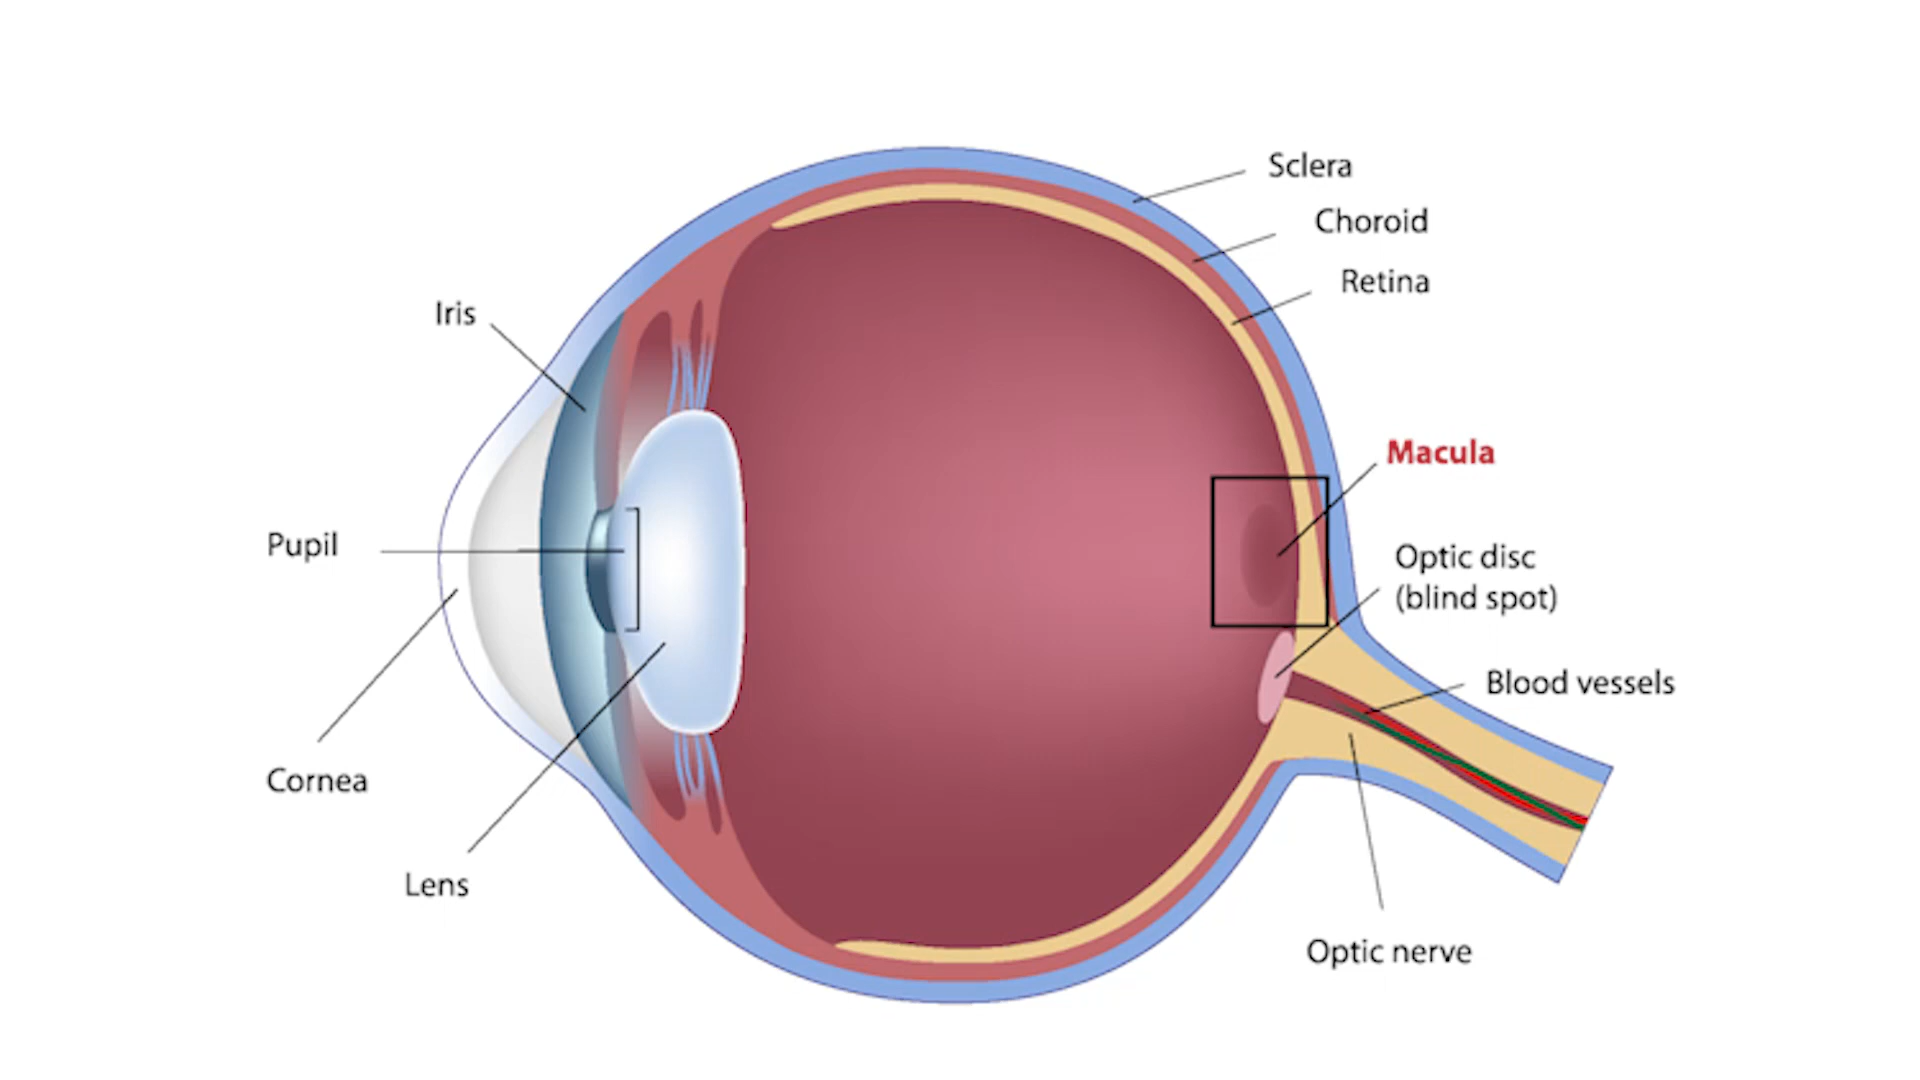 Sclera
Choroid
Retina
Iris
Macula
Pupil
Optic disc
(blind spot)
Blood vessels
Cornea
Lens
Optic nerve